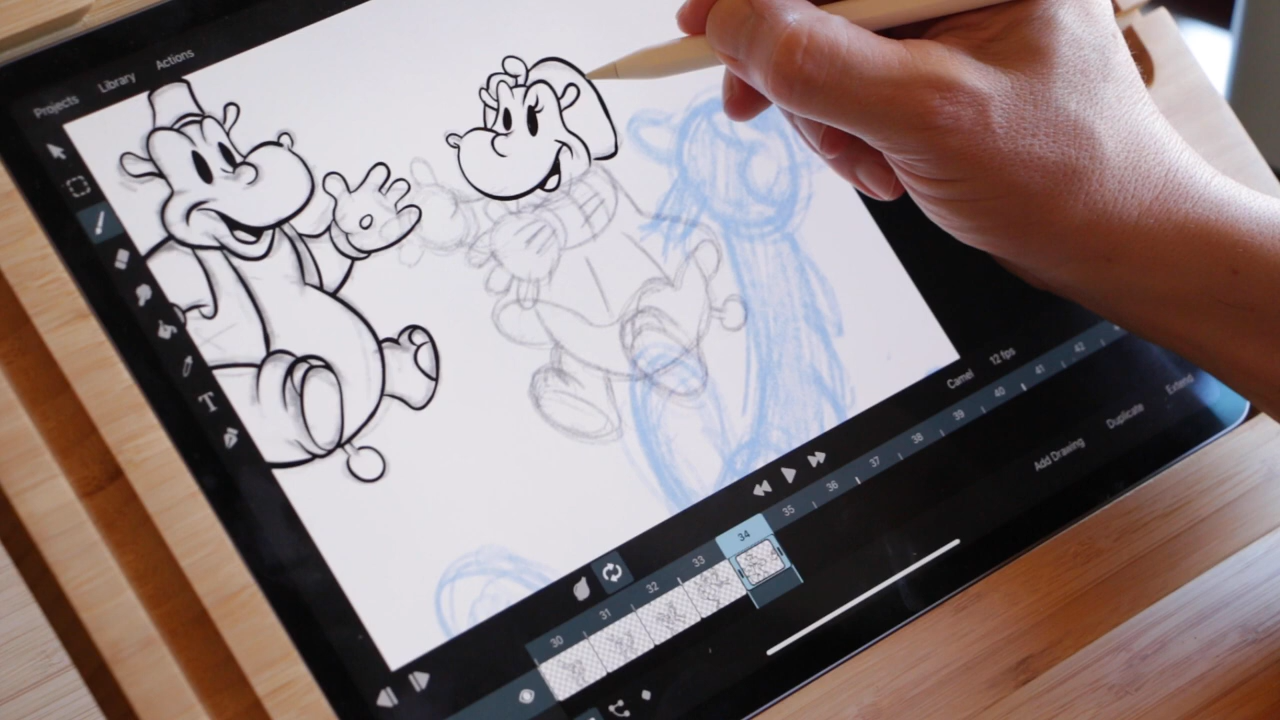 Projects Library Actions
T
Camel 12 fps
30 31 32 33 34 35 36 37 38 39 40 41 42
Add Drawing Duplicate Extend